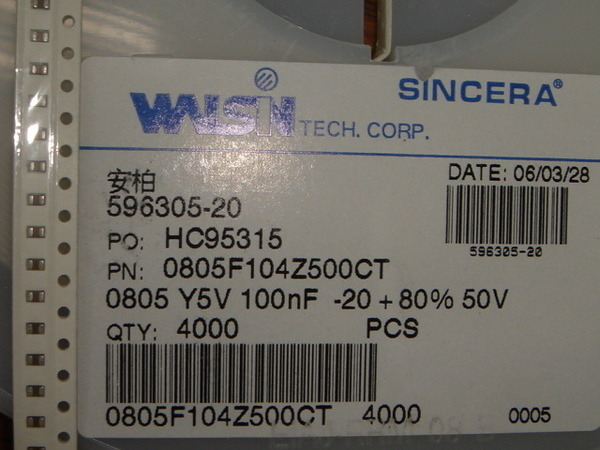 WALSIN TECH. CORP.
SINCERA®
安柏
596305-20
DATE: 06/03/28
596305-20
PO: HC95315
PN: 0805F104Z500CT
0805 Y5V 100nF -20 + 80% 50V
QTY: 4000 PCS
0805F104Z500CT 4000 0005